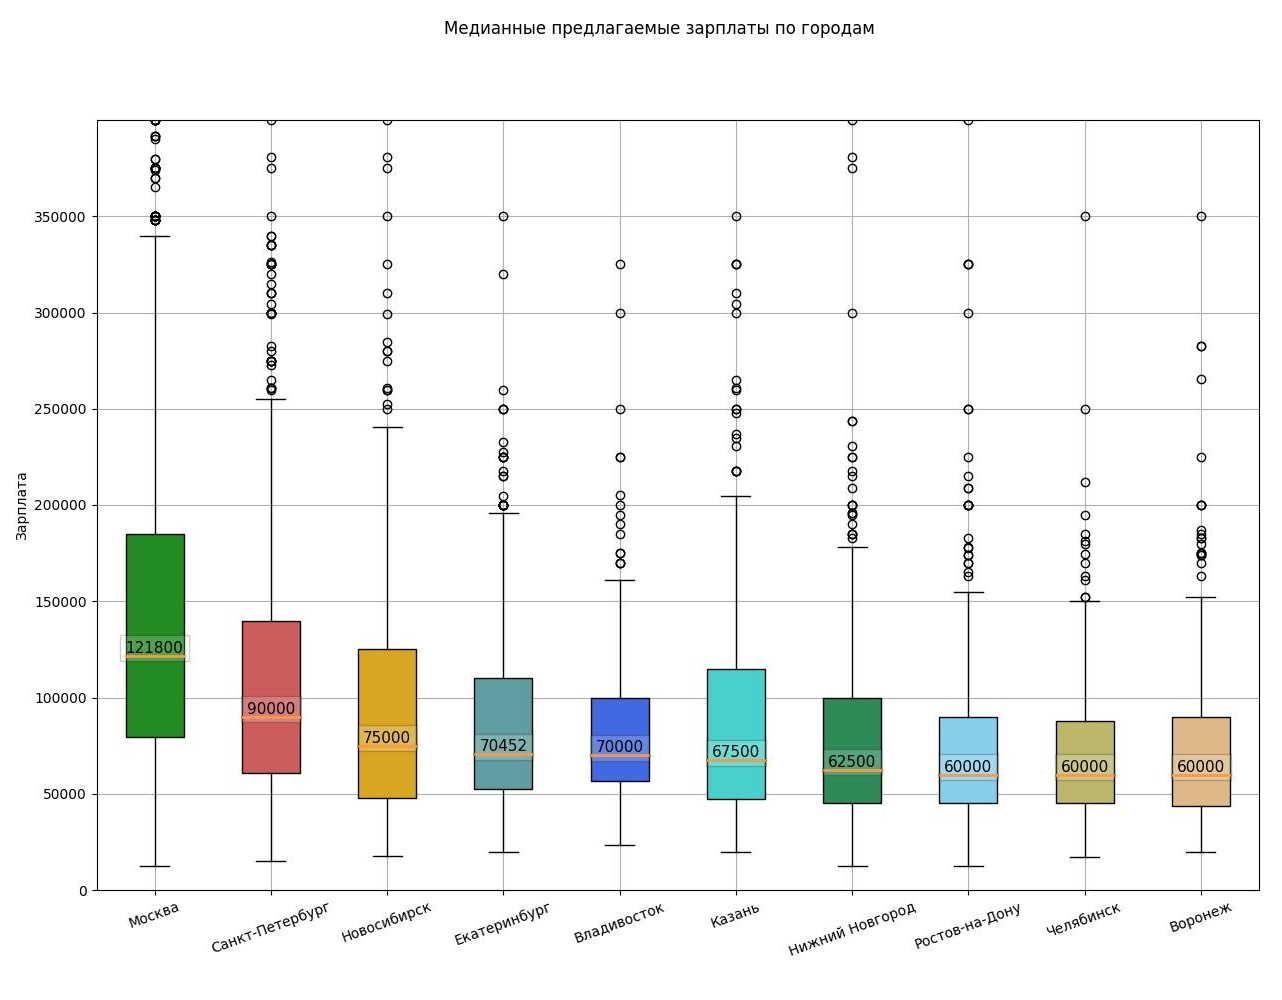 Медианные предлагаемые зарплаты по городам
Зарплата
350000
300000
250000
200000
150000
100000
50000
0
121800
90000
75000
70452
70000
67500
62500
60000
60000
60000
Москва
Санкт-Петербург
Новосибирск
Екатеринбург
Владивосток
Казань
Нижний Новгород
Ростов-на-Дону
Челябинск
Воронеж